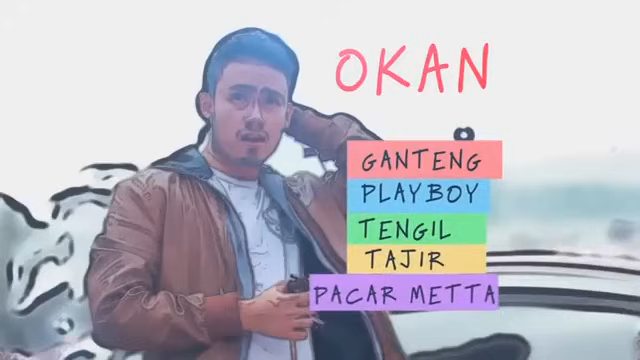 OKAN
GANTENG
PLAYBOY
TENGIL
TAJIR
PACAR METTA